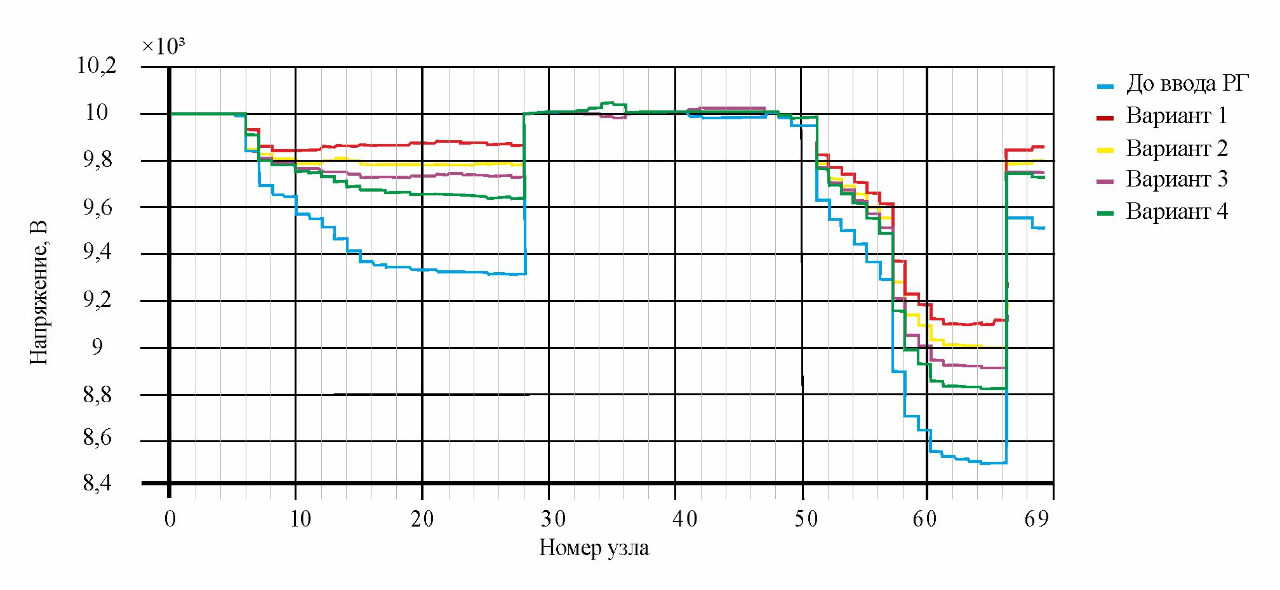 ×10³
10,2
10
9,8
9,6
9,4
9,2
9
8,8
8,6
8,4
Напряжение, В
0 10 20 30 40 50 60 69
Номер узла
До ввода РГ
Вариант 1
Вариант 2
Вариант 3
Вариант 4